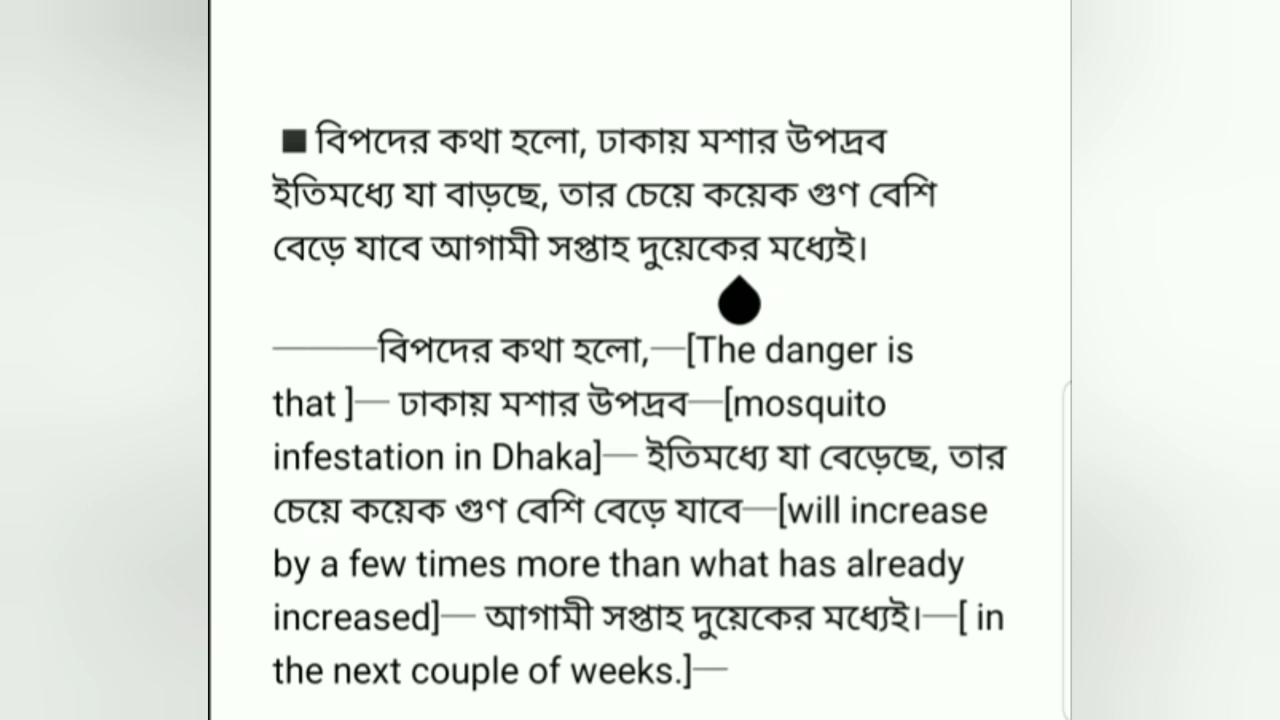 ■ বিপদের কথা হলো, ঢাকায় মশার উপদ্রব
ইতিমধ্যে যা বাড়ছে, তার চেয়ে কয়েক গুণ বেশি
বেড়ে যাবে আগামী সপ্তাহ দুয়েকের মধ্যেই।
———বিপদের কথা হলো,—[The danger is
that ]— ঢাকায় মশার উপদ্রব—[mosquito
infestation in Dhaka]— ইতিমধ্যে যা বেড়েছে, তার
চেয়ে কয়েক গুণ বেশি বেড়ে যাবে—[will increase
by a few times more than what has already
increased]— আগামী সপ্তাহ দুয়েকের মধ্যেই।—[ in
the next couple of weeks.]—